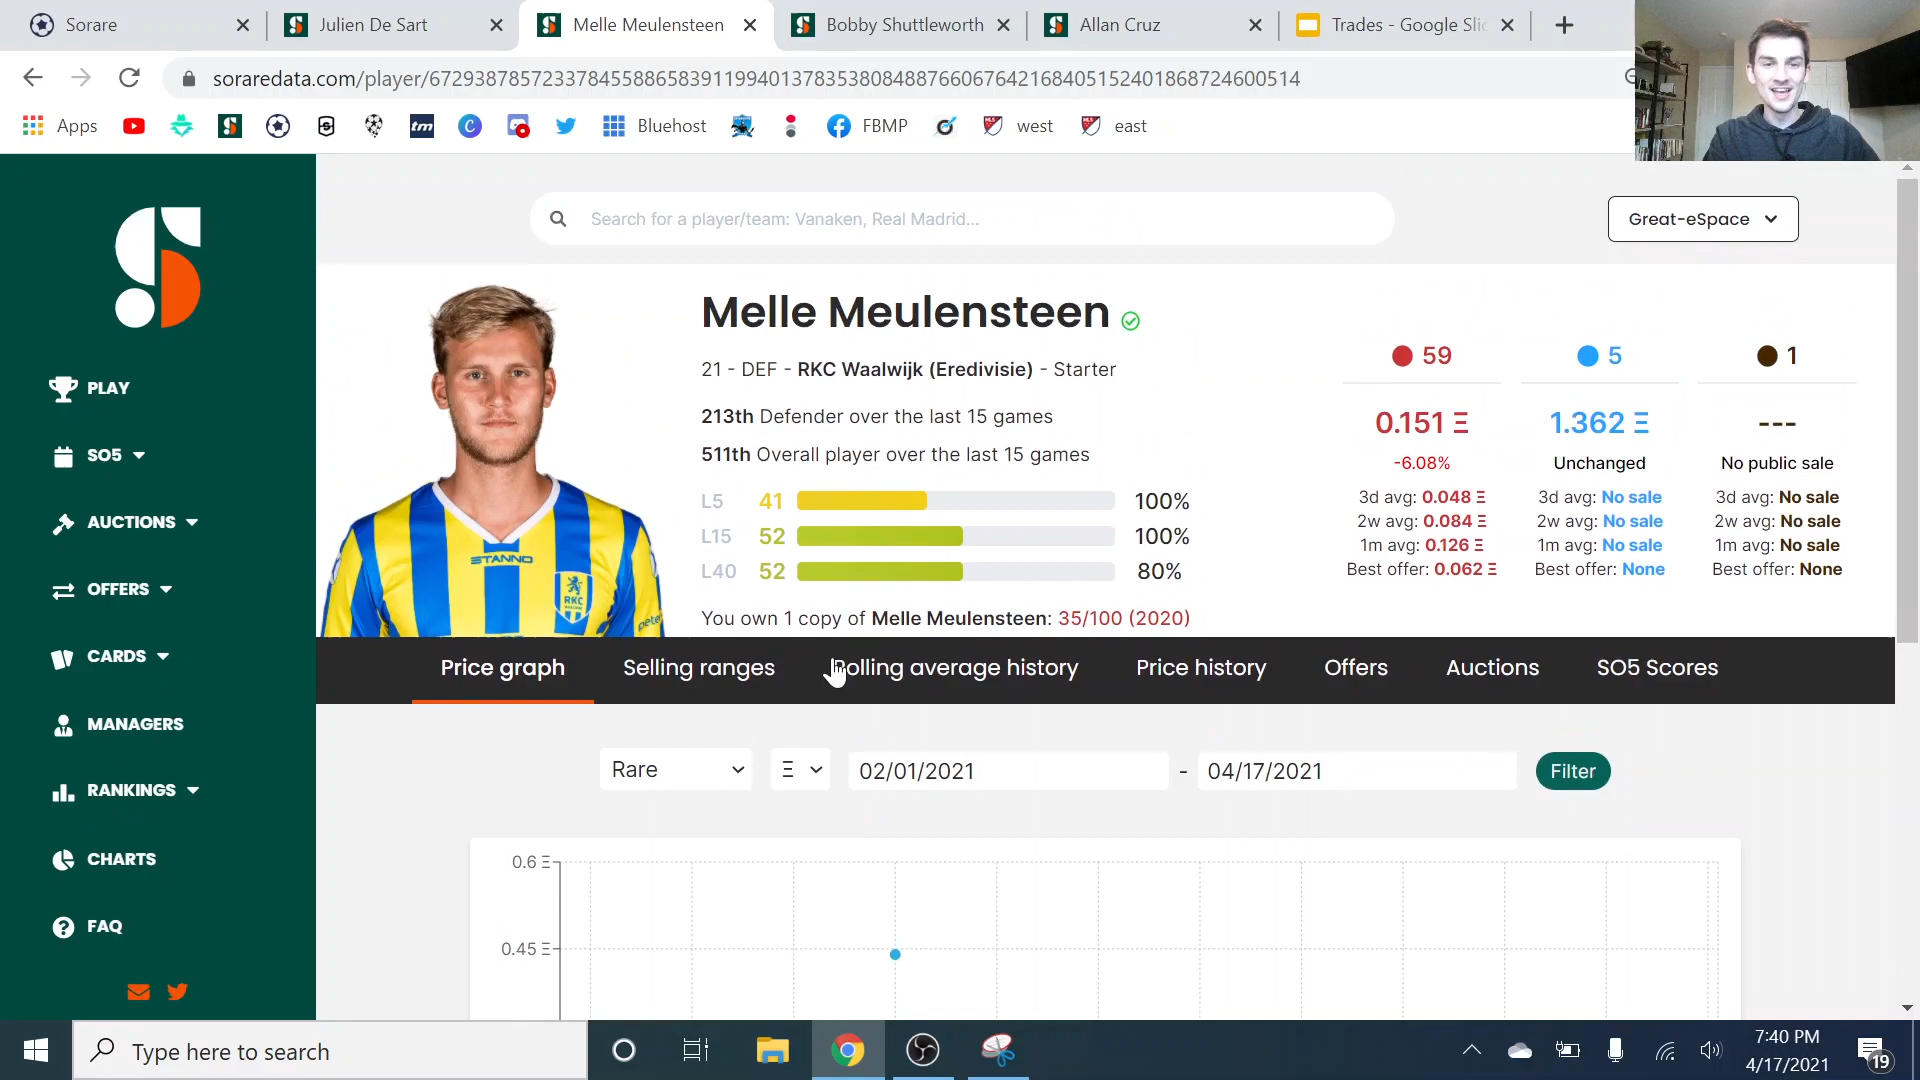 Sorare
Julien De Sart
Melle Meulensteen
Bobby Shuttleworth
Allan Cruz
Trades - Google Slid
soraredata.com/player/67293878572337845588658391199401378353808488766067642168405152401868724600514
Apps
tm
Bluehost
FBMP
west
east
Search for a player/team: Vanaken, Real Madrid...
Great-eSpace
PLAY
SO5
AUCTIONS
OFFERS
CARDS
MANAGERS
RANKINGS
CHARTS
FAQ
STANNO
RKC
Melle Meulensteen
21 - DEF - RKC Waalwijk (Eredivisie) - Starter
213th Defender over the last 15 games
511th Overall player over the last 15 games
L5 41 100%
L15 52 100%
L40 52 80%
You own 1 copy of Melle Meulensteen: 35/100 (2020)
59
0.151 Ξ
-6.08%
3d avg: 0.048 Ξ
2w avg: 0.084 Ξ
1m avg: 0.126 Ξ
Best offer: 0.062 Ξ
5
1.362 Ξ
Unchanged
3d avg: No sale
2w avg: No sale
1m avg: No sale
Best offer: None
1
---
No public sale
3d avg: No sale
2w avg: No sale
1m avg: No sale
Best offer: None
Price graph Selling ranges Rolling average history Price history Offers Auctions SO5 Scores
Rare Ξ 02/01/2021 - 04/17/2021 Filter
0.6 Ξ
0.45 Ξ
Type here to search
7:40 PM
4/17/2021
19